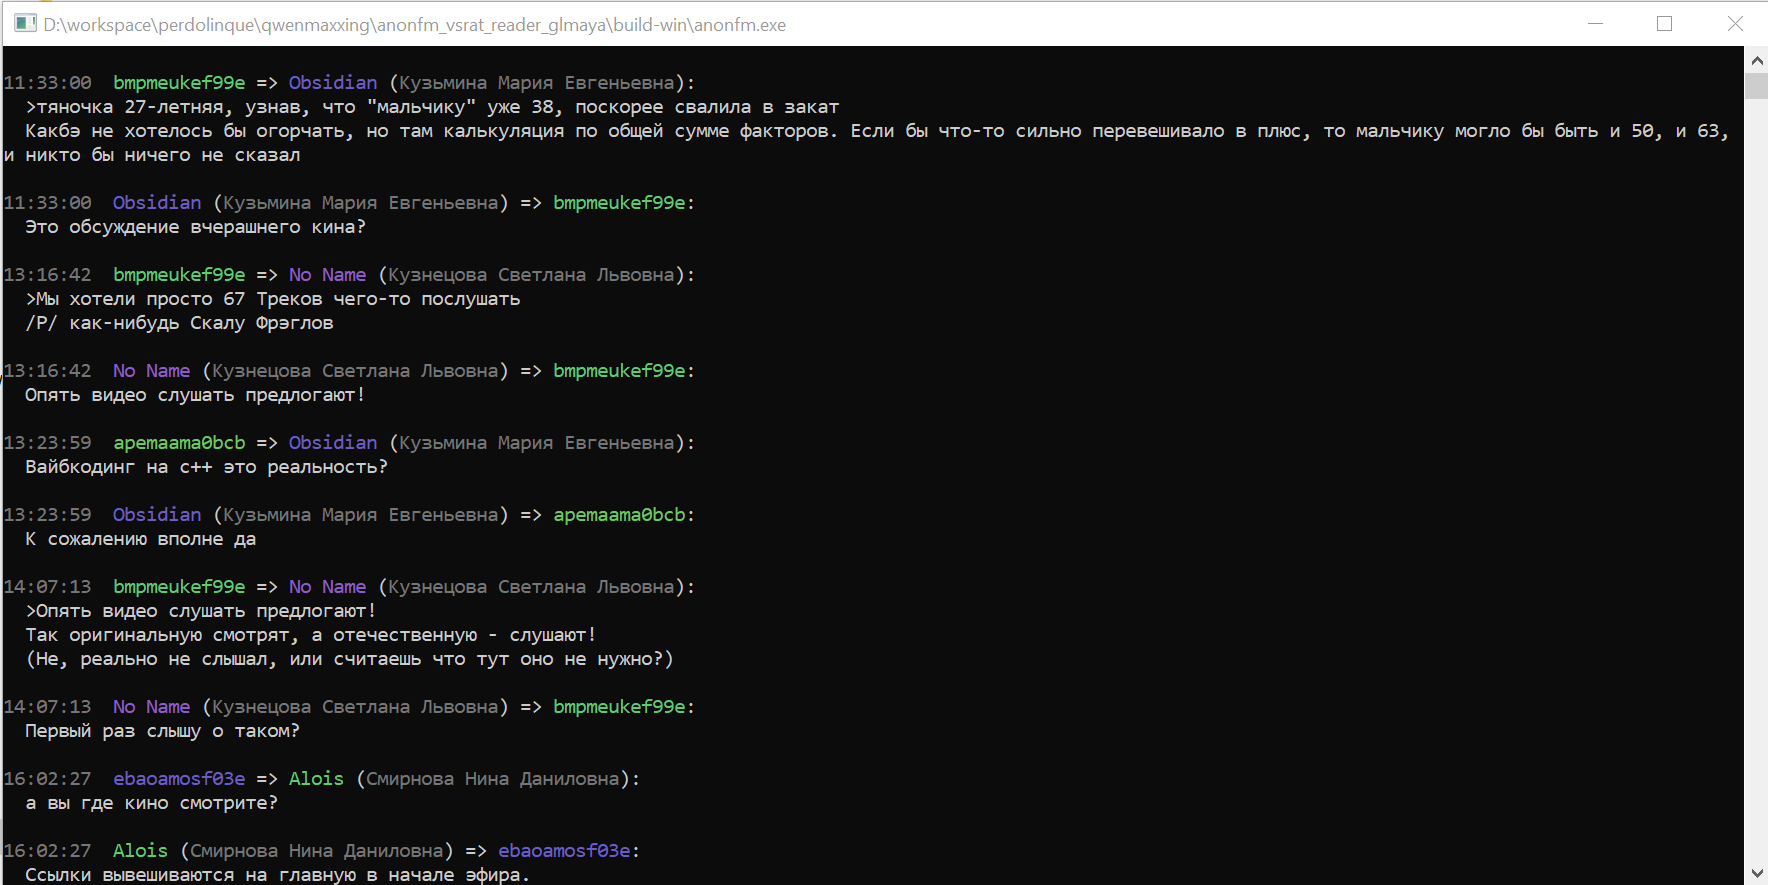 D:\workspace\perdolinque\qwenmaxxing\anonfm_vsrat_reader_glmaya\build-win\anonfm.exe
11:33:00  bmpmeukef99e => Obsidian (Кузьмина Мария Евгеньевна):
>тяночка 27-летняя, узнав, что "мальчику" уже 38, поскорее свалила в закат
Какбэ не хотелось бы огорчать, но там калькуляция по общей сумме факторов. Если бы что-то сильно перевешивало в плюс, то мальчику могло бы быть и 50, и 63,
и никто бы ничего не сказал
11:33:00  Obsidian (Кузьмина Мария Евгеньевна) => bmpmeukef99e:
Это обсуждение вчерашнего кина?
13:16:42  bmpmeukef99e => No Name (Кузнецова Светлана Львовна):
>Мы хотели просто 67 Треков чего-то послушать
/Р/ как-нибудь Скалу Фрэглов
13:16:42  No Name (Кузнецова Светлана Львовна) => bmpmeukef99e:
Опять видео слушать предлогают!
13:23:59  apemaama0bcb => Obsidian (Кузьмина Мария Евгеньевна):
Вайбкодинг на с++ это реальность?
13:23:59  Obsidian (Кузьмина Мария Евгеньевна) => apemaama0bcb:
К сожалению вполне да
14:07:13  bmpmeukef99e => No Name (Кузнецова Светлана Львовна):
>Опять видео слушать предлогают!
Так оригинальную смотрят, а отечественную - слушают!
(Не, реально не слышал, или считаешь что тут оно не нужно?)
14:07:13  No Name (Кузнецова Светлана Львовна) => bmpmeukef99e:
Первый раз слышу о таком?
16:02:27  ebaoamosf03e => Alois (Смирнова Нина Даниловна):
а вы где кино смотрите?
16:02:27  Alois (Смирнова Нина Даниловна) => ebaoamosf03e:
Ссылки вывешиваются на главную в начале эфира.